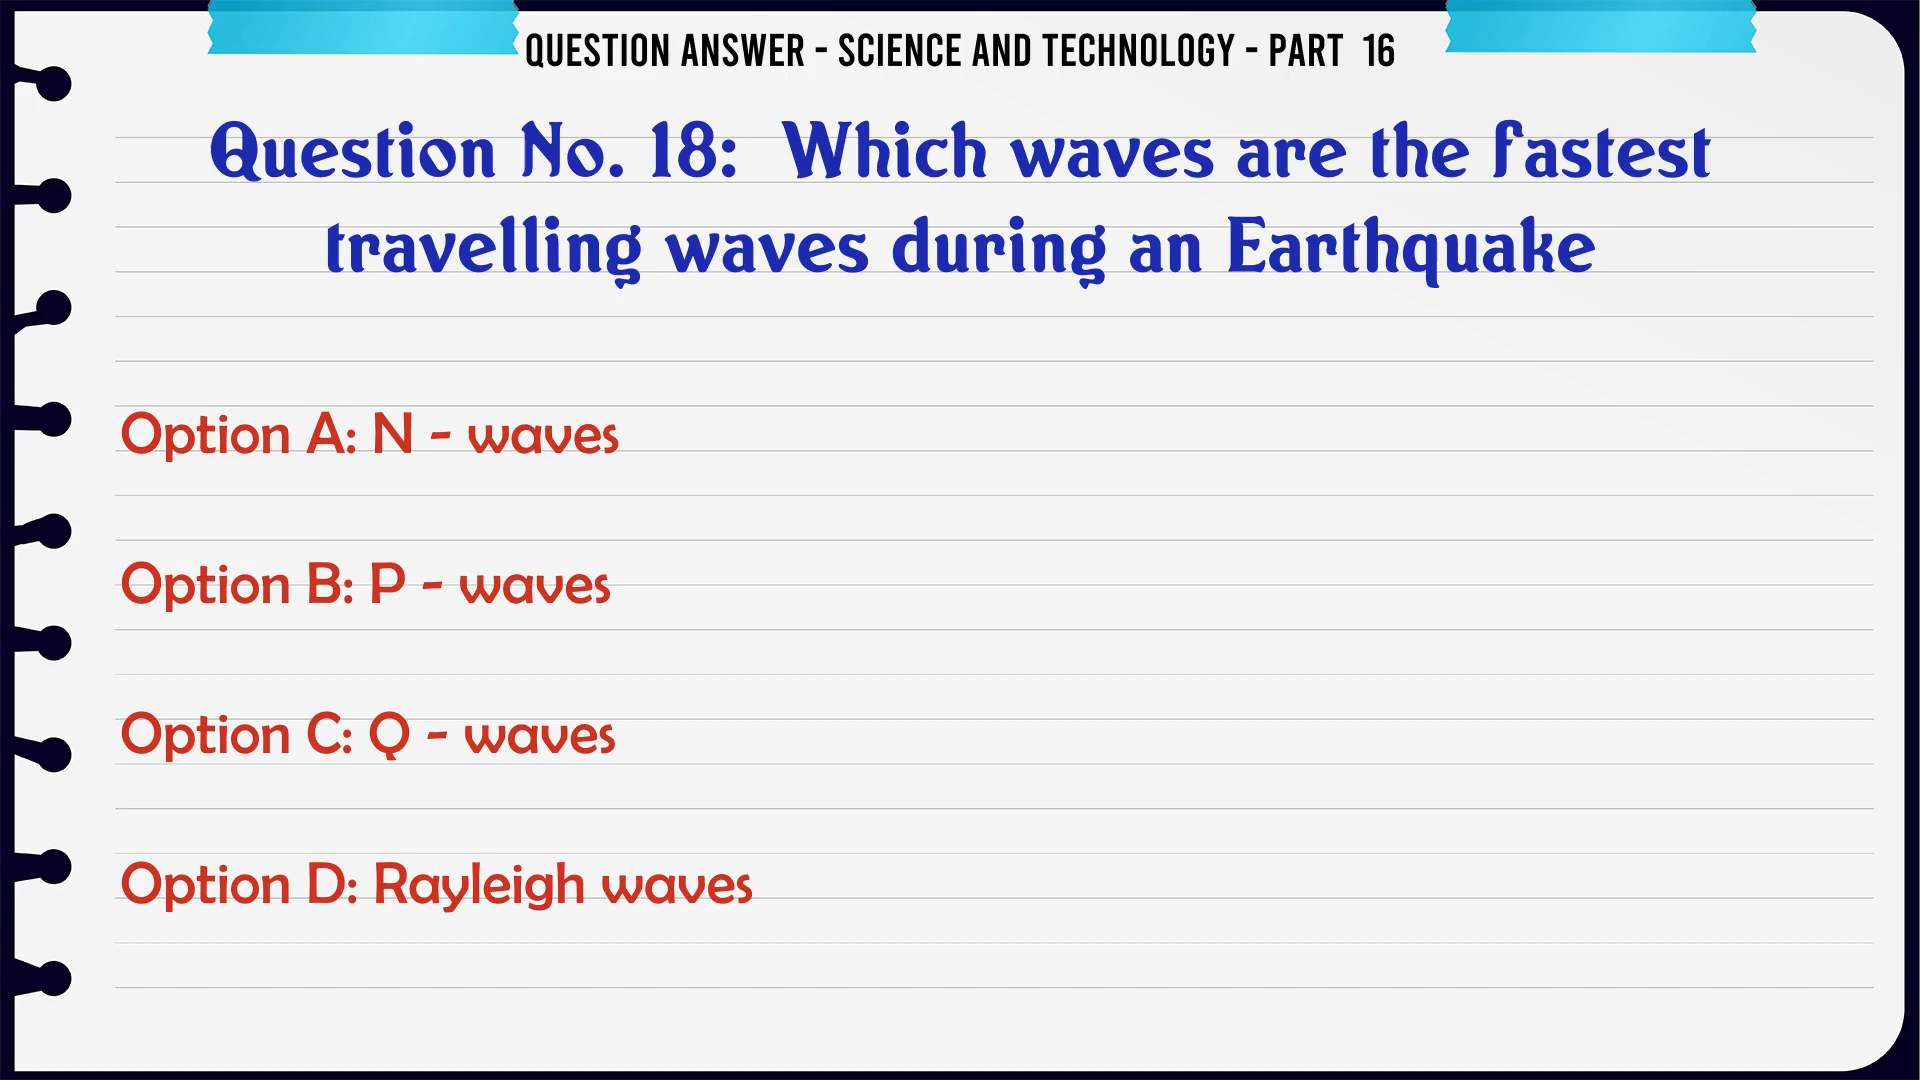 QUESTION ANSWER - SCIENCE AND TECHNOLOGY - PART 16
Question No. 18: Which waves are the fastest
travelling waves during an Earthquake
Option A: N - waves
Option B: P - waves
Option C: Q - waves
Option D: Rayleigh waves